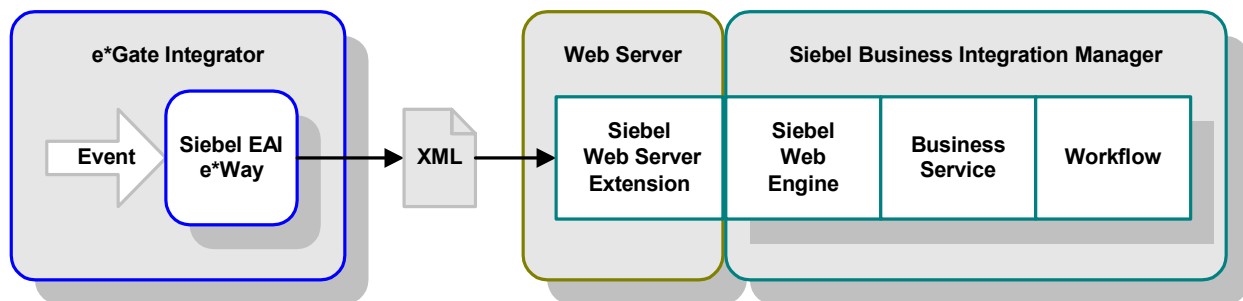 e*Gate Integrator
Web Server
Siebel Business Integration Manager
Event
Siebel EAI
e*Way
XML
Siebel
Web Server
Extension
Siebel
Web
Engine
Business
Service
Workflow